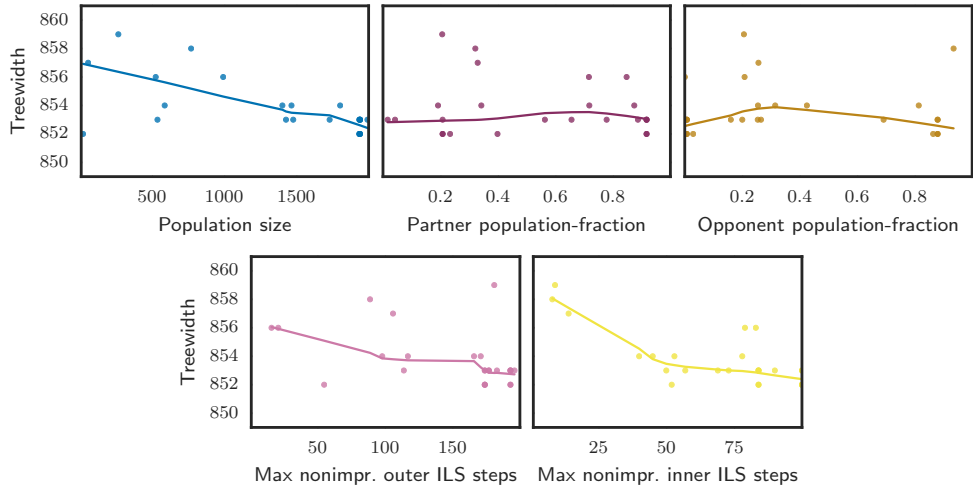 860
858
856
854
852
850
Treewidth
500 1000 1500
0.2 0.4 0.6 0.8
0.2 0.4 0.6 0.8
Population size
Partner population-fraction
Opponent population-fraction
860
858
856
854
852
850
Treewidth
50 100 150
25 50 75
Max nonimpr. outer ILS steps
Max nonimpr. inner ILS steps